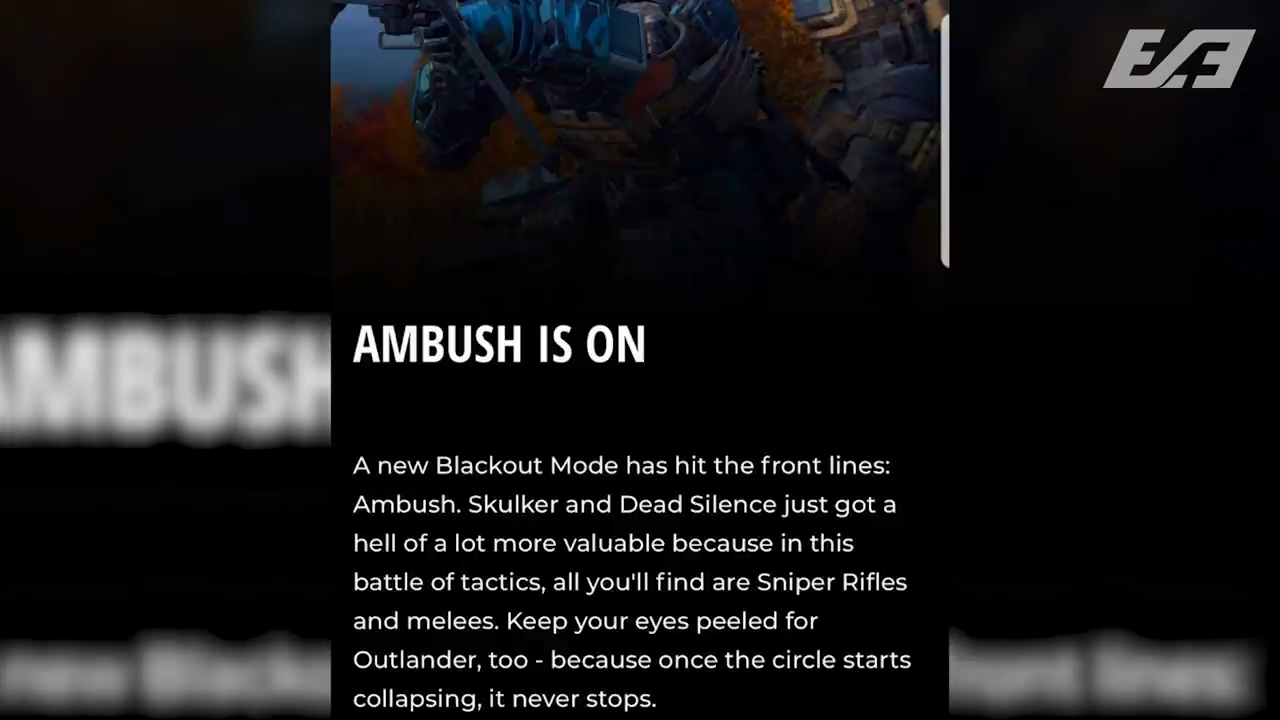 AMBUSH IS ON
A new Blackout Mode has hit the front lines:
Ambush. Skulker and Dead Silence just got a
hell of a lot more valuable because in this
battle of tactics, all you'll find are Sniper Rifles
and melees. Keep your eyes peeled for
Outlander, too - because once the circle starts
collapsing, it never stops.